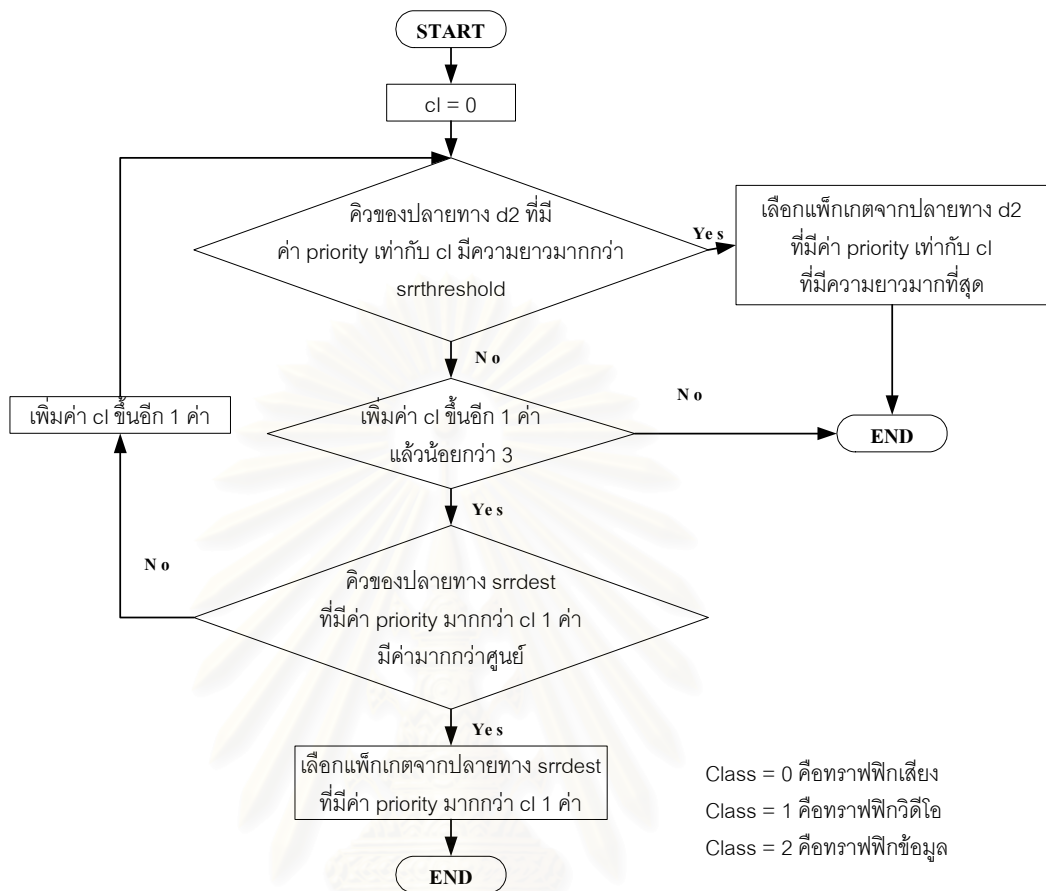 START
cl = 0
คิวของปลายทาง d2 ที่มี
ค่า priority เท่ากับ cl มีความยาวมากกว่า
srrthreshold
Yes
เลือกแพ็กเกตจากปลายทาง d2
ที่มีค่า priority เท่ากับ cl
ที่มีความยาวมากที่สุด
No
เพิ่มค่า cl ขึ้นอีก 1 ค่า
เพิ่มค่า cl ขึ้นอีก 1 ค่า
แล้วน้อยกว่า 3
No
END
Yes
No
คิวของปลายทาง srrdest
ที่มีค่า priority มากกว่า cl 1 ค่า
มีค่ามากกว่าศูนย์
Yes
เลือกแพ็กเกตจากปลายทาง srrdest
ที่มีค่า priority มากกว่า cl 1 ค่า
END
Class = 0 คือทราฟฟิกเสียง
Class = 1 คือทราฟฟิกวิดีโอ
Class = 2 คือทราฟฟิกข้อมูล